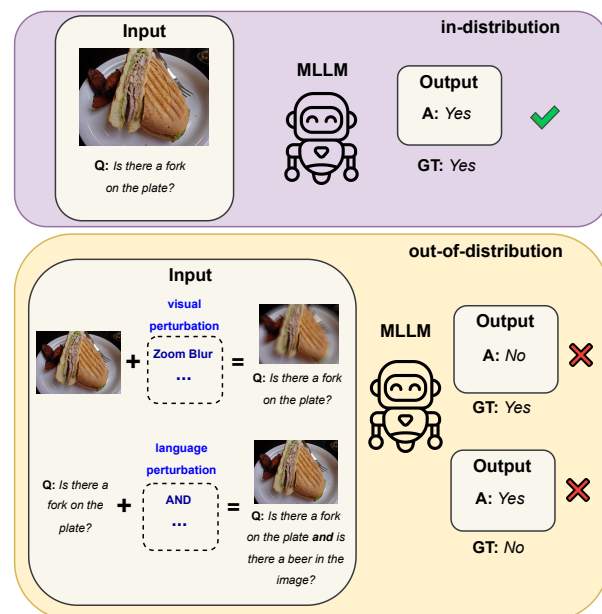 in-distribution
Input
Q: Is there a fork
on the plate?
MLLM
Output
A: Yes
GT: Yes
out-of-distribution
Input
visual
perturbation
+
Zoom Blur
...
=
Q: Is there a fork
on the plate?
language
perturbation
Q: Is there a
fork on the
plate?
+
AND
...
=
Q: Is there a fork
on the plate and is
there a beer in the
image?
MLLM
Output
A: No
GT: Yes
Output
A: Yes
GT: No